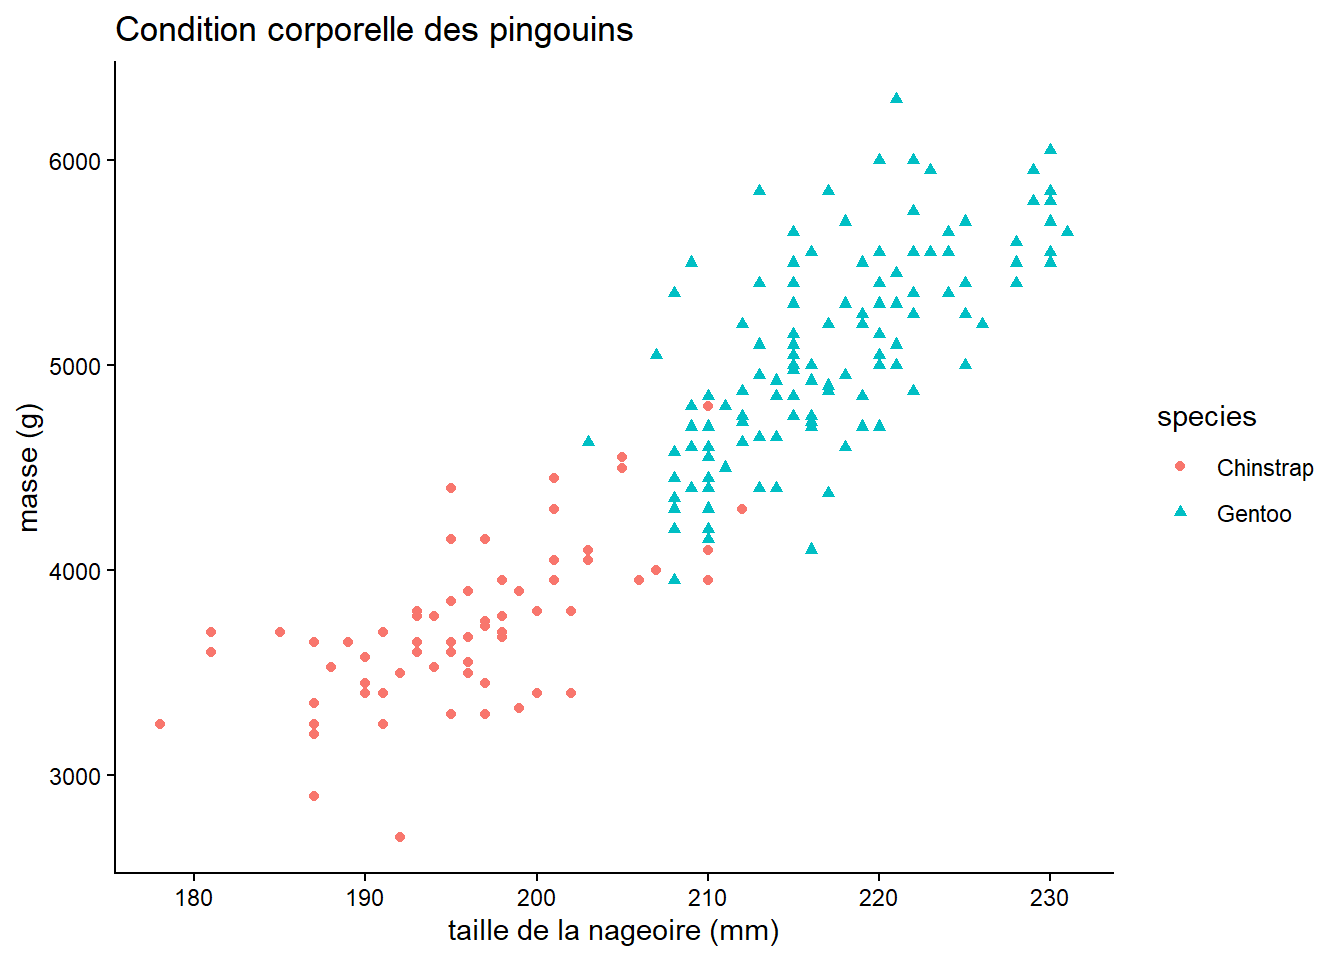 Condition corporelle des pingouins
masse (g)
6000
5000
4000
3000
180 190 200 210 220 230
taille de la nageoire (mm)
species
Chinstrap
Gentoo